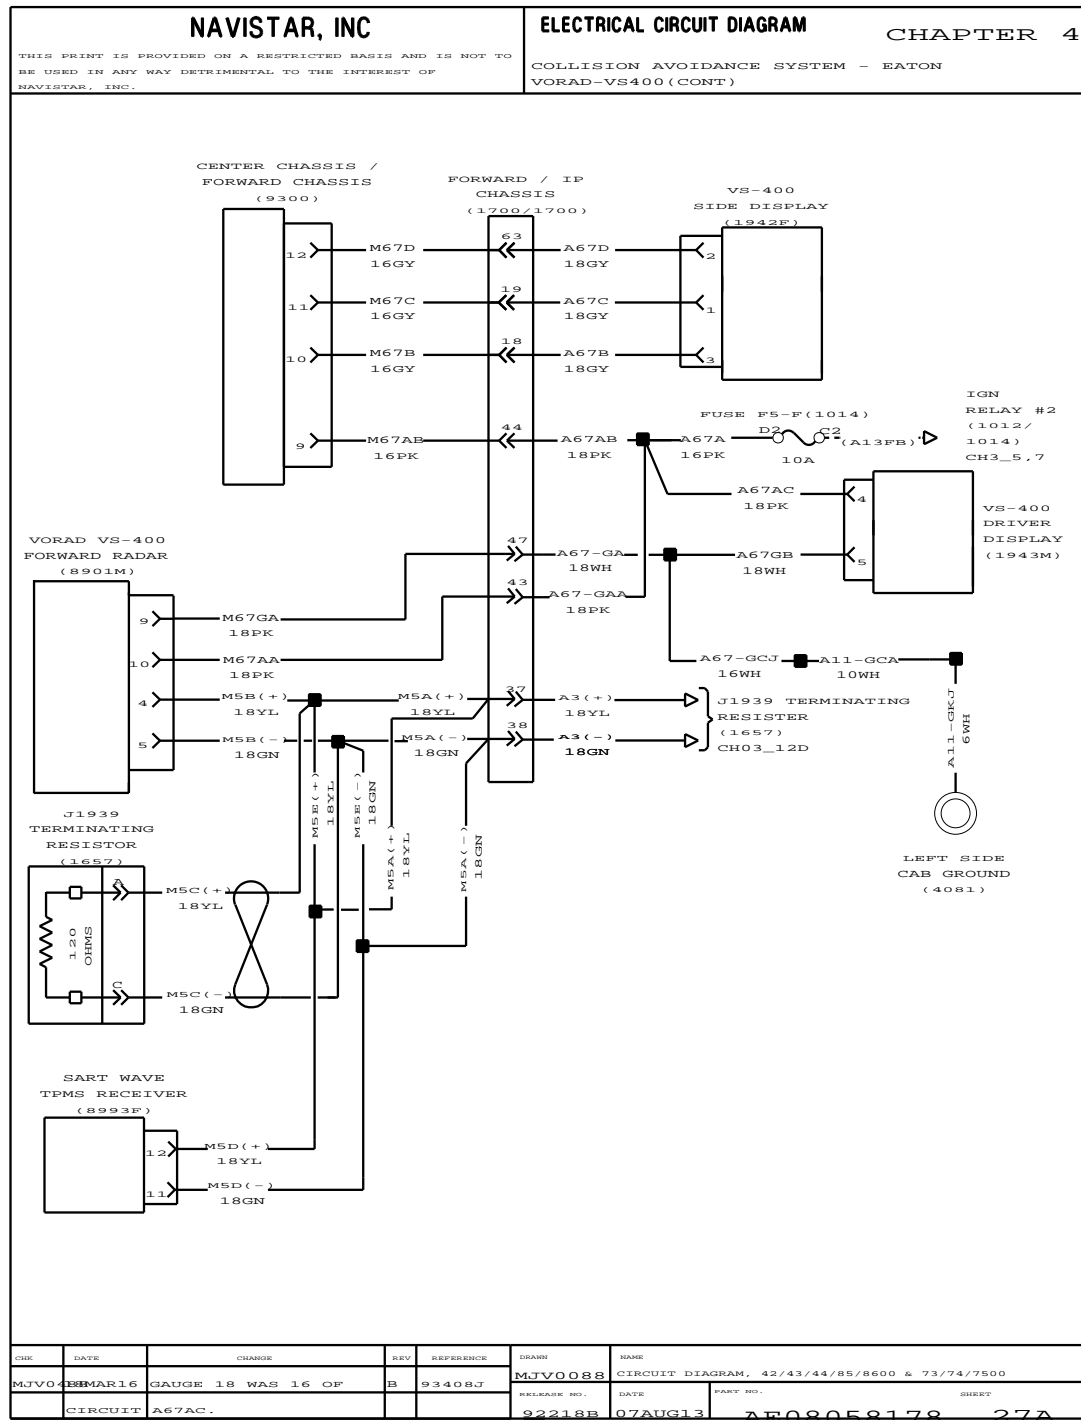 NAVISTAR, INC
THIS PRINT IS PROVIDED ON A RESTRICTED BASIS AND IS NOT TO
BE USED IN ANY WAY DETRIMENTAL TO THE INTEREST OF
NAVISTAR, INC.
ELECTRICAL CIRCUIT DIAGRAM
CHAPTER 4
COLLISION AVOIDANCE SYSTEM - EATON
VORAD-VS400(CONT)
CENTER CHASSIS /
FORWARD CHASSIS
(9300)
FORWARD / IP
CHASSIS
(1700/1700)
VS-400
SIDE DISPLAY
(1942F)
12
M67D
16GY
63
A67D
18GY
2
11
M67C
16GY
19
A67C
18GY
1
10
M67B
16GY
18
A67B
18GY
3
9
M67AB
16PK
44
A67AB
18PK
A67A
16PK
FUSE F5-F(1014)
D2
C2
10A
(A13FB)
IGN
RELAY #2
(1012/
1014)
CH3_5,7
A67AC
18PK
4
VS-400
DRIVER
DISPLAY
(1943M)
47
A67-GA
18WH
A67GB
18WH
5
43
A67-GAA
18PK
VORAD VS-400
FORWARD RADAR
(8901M)
9
M67GA
18PK
10
M67AA
18PK
4
M5B(+)
18YL
M5A(+)
18YL
37
A3(+)
18YL
5
M5B(-)
18GN
M5A(-)
18GN
38
A3(-)
18GN
J1939 TERMINATING
RESISTER
(1657)
CH03_12D
A67-GCJ
16WH
A11-GCA
10WH
A11-GKJ
6WH
LEFT SIDE
CAB GROUND
(4081)
M5E(+)
18YL
M5E(-)
18GN
M5A(+)
18YL
M5A(-)
18GN
J1939
TERMINATING
RESISTOR
(1657)
120
OHMS
A
M5C(+)
18YL
C
M5C(-)
18GN
SART WAVE
TPMS RECEIVER
(8993F)
12
M5D(+)
18YL
11
M5D(-)
18GN
CHK DATE CHANGE REV REFERENCE
MAR16 GAUGE 18 WAS 16 OF B 93408J
CIRCUIT A67AC.
DRAWN
MJV0088
NAME
CIRCUIT DIAGRAM, 42/43/44/85/8600 & 73/74/7500
RELEASE NO.
92218B
DATE
07AUG13
PART NO.
AE08058178
SHEET
27A